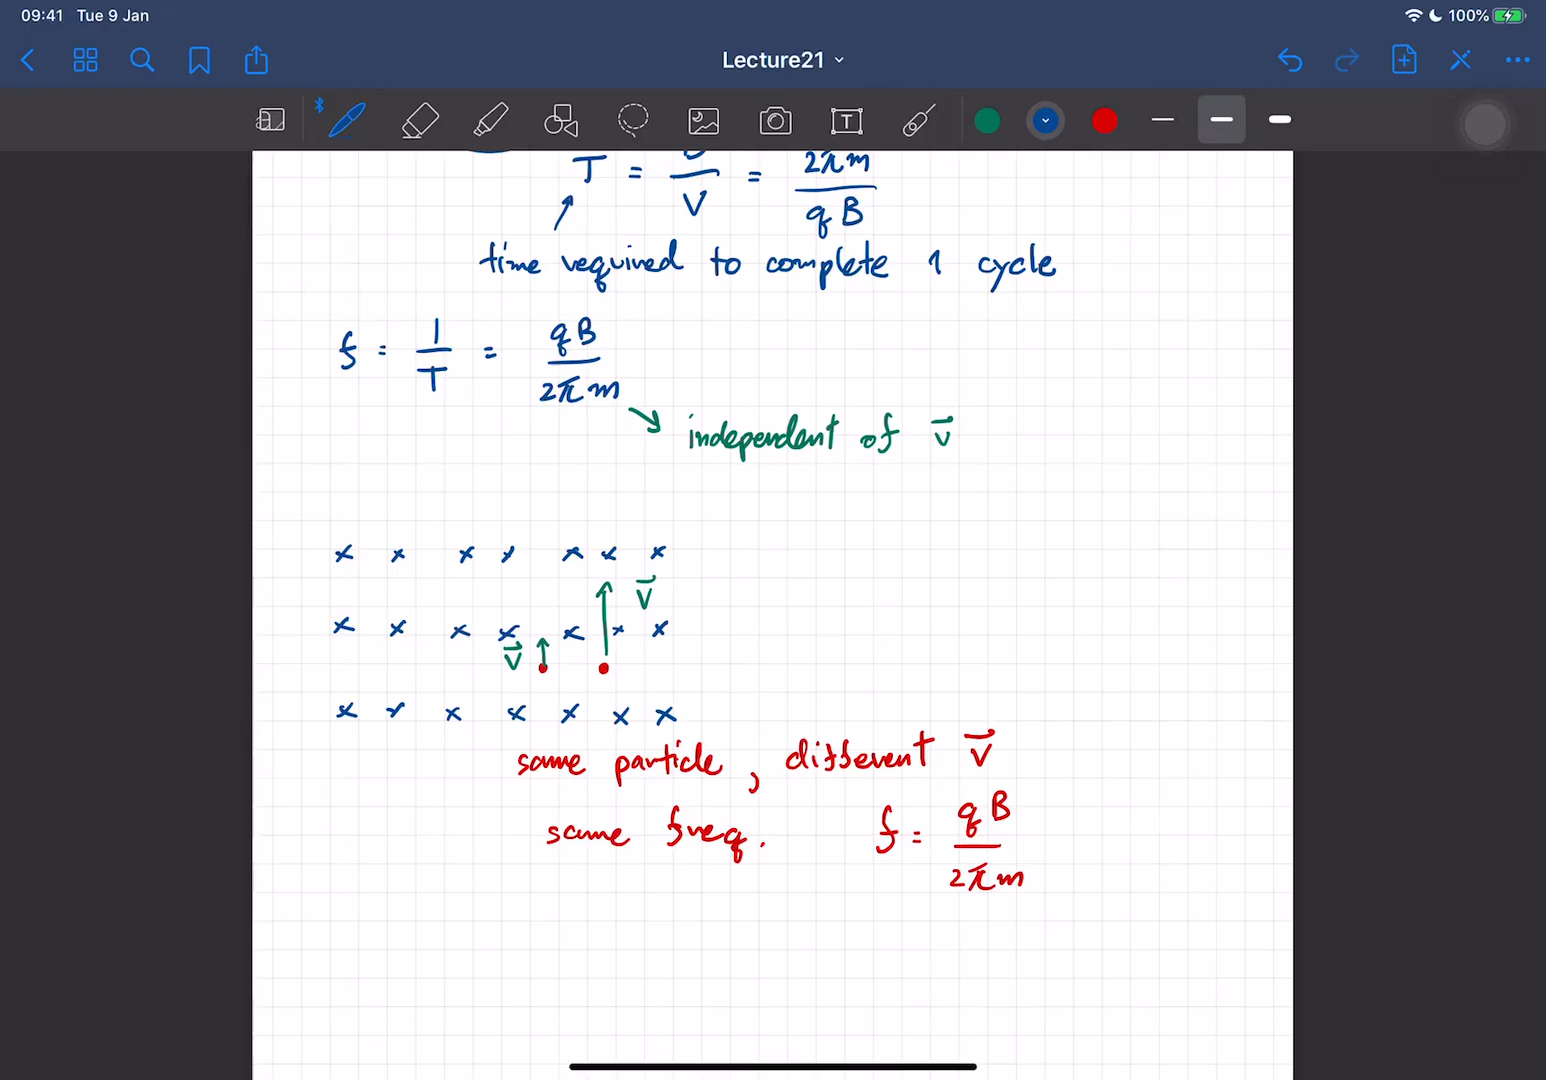 09:41 Tue 9 Jan 100%
Lecture21
T
T = / V = 2πm / qB
time required to complete 1 cycle
f = 1/T = qB / 2πm
independent of v⃗
x x x x x x x
v⃗
x x x x x x x
v⃗
x x x x x x x
same particle, different v⃗
same freq. f = qB / 2πm